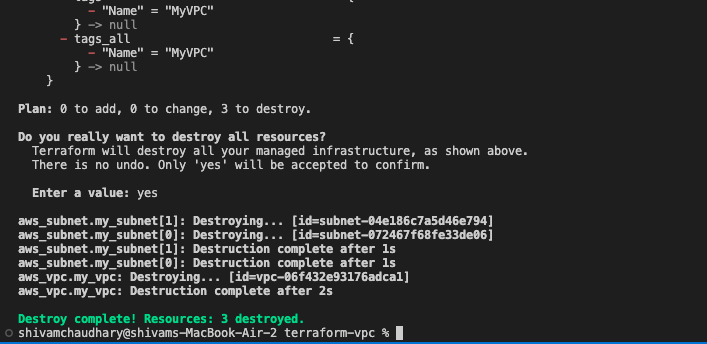 - "Name" = "MyVPC"
} -> null
- tags_all = {
- "Name" = "MyVPC"
} -> null
}
Plan: 0 to add, 0 to change, 3 to destroy.
Do you really want to destroy all resources?
Terraform will destroy all your managed infrastructure, as shown above.
There is no undo. Only 'yes' will be accepted to confirm.
Enter a value: yes
aws_subnet.my_subnet[1]: Destroying... [id=subnet-04e186c7a5d46e794]
aws_subnet.my_subnet[0]: Destroying... [id=subnet-072467f68fe33de06]
aws_subnet.my_subnet[1]: Destruction complete after 1s
aws_subnet.my_subnet[0]: Destruction complete after 1s
aws_vpc.my_vpc: Destroying... [id=vpc-06f432e93176adca1]
aws_vpc.my_vpc: Destruction complete after 2s
Destroy complete! Resources: 3 destroyed.
shivamchaudhary@shivams-MacBook-Air-2 terraform-vpc %